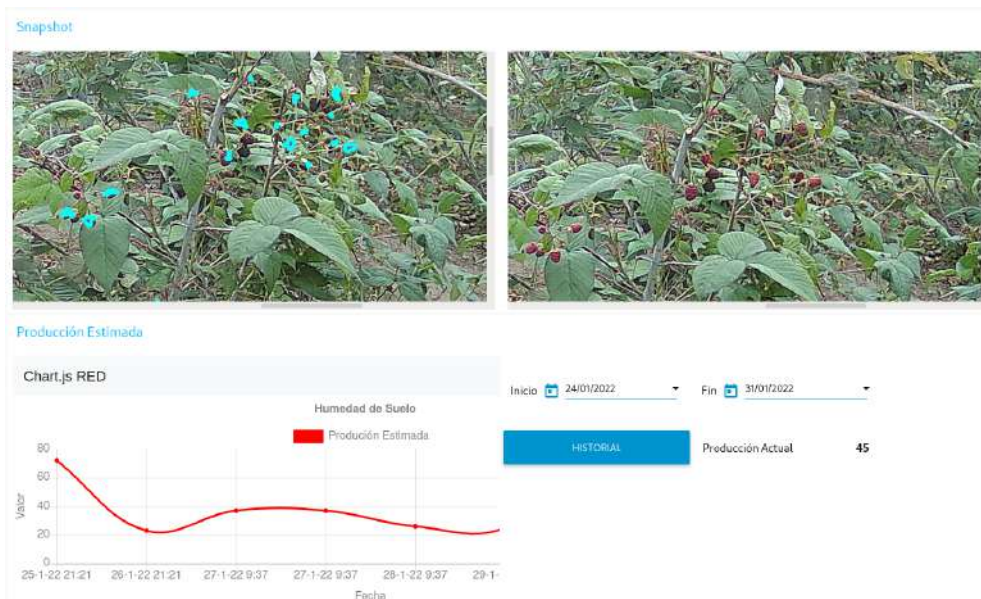 Snapshot
Producción Estimada
Chart.js RED
Inicio 24/01/2022 Fin 31/01/2022
HISTORIAL Producción Actual 45
Humedad de Suelo
Produción Estimada
Valor
80
60
40
20
0
25-1-22 21:21 26-1-22 21:21 27-1-22 9:37 27-1-22 9:37 28-1-22 9:37 29-1-
Fecha